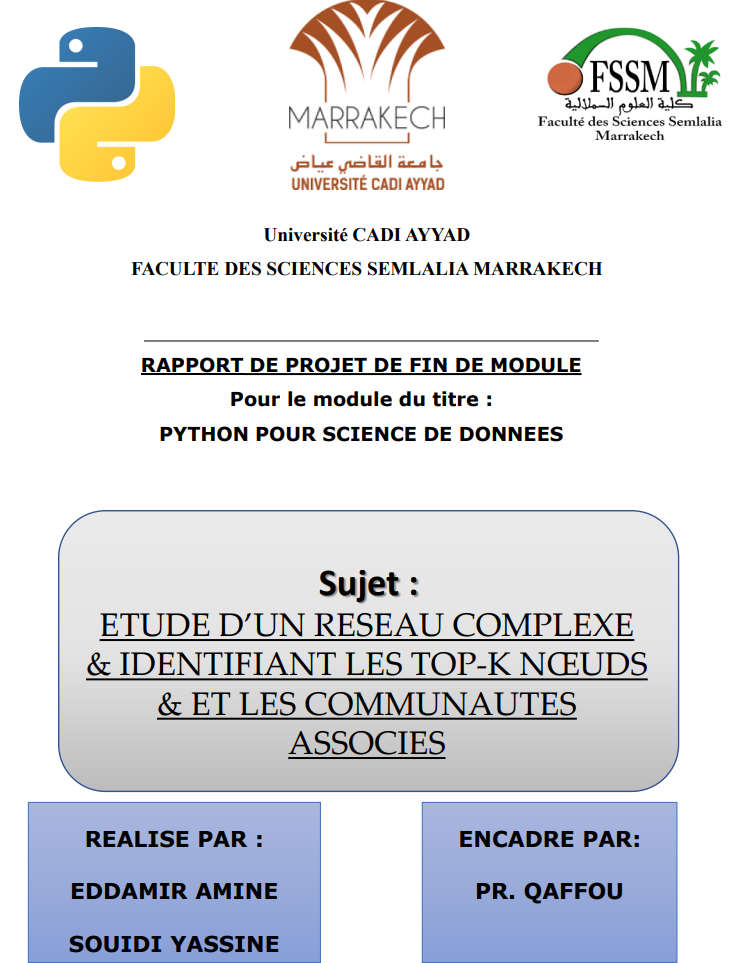 MARRAKECH
جامعة القاضي عياض
UNIVERSITÉ CADI AYYAD
FSSM
كلية العلوم السملالية
Faculté des Sciences Semlalia
Marrakech
Université CADI AYYAD
FACULTE DES SCIENCES SEMLALIA MARRAKECH
RAPPORT DE PROJET DE FIN DE MODULE
Pour le module du titre :
PYTHON POUR SCIENCE DE DONNEES
Sujet :
ETUDE D’UN RESEAU COMPLEXE
& IDENTIFIANT LES TOP-K NŒUDS
& ET LES COMMUNAUTES
ASSOCIES
REALISE PAR :
EDDAMIR AMINE
SOUIDI YASSINE
ENCADRE PAR:
PR. QAFFOU